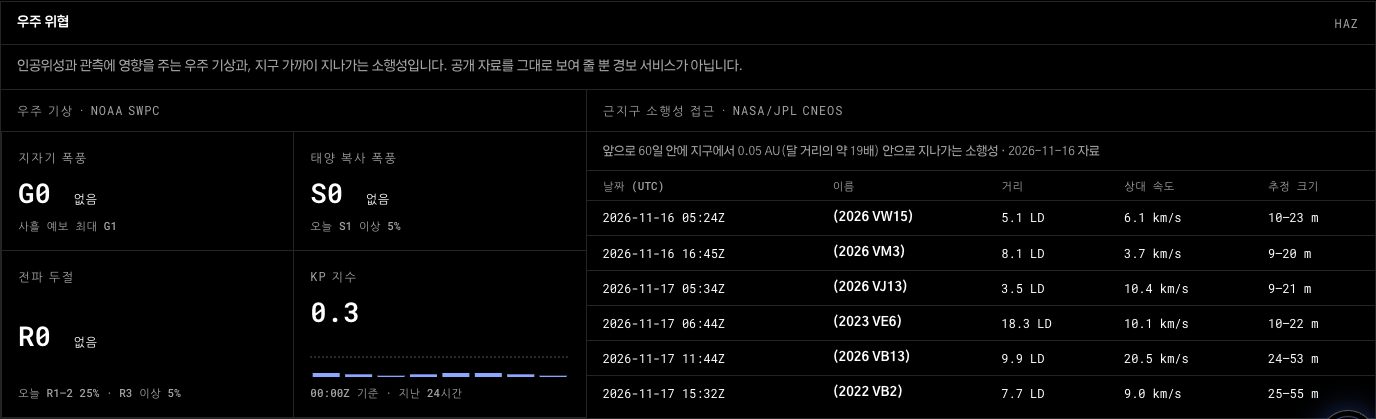 우주 위협
HAZ
인공위성과 관측에 영향을 주는 우주 기상과, 지구 가까이 지나가는 소행성입니다. 공개 자료를 그대로 보여 줄 뿐 경보 서비스가 아닙니다.
우주 기상 · NOAA SWPC
지자기 폭풍
G0 없음
사흘 예보 최대 G1
태양 복사 폭풍
S0 없음
오늘 S1 이상 5%
전파 두절
R0 없음
오늘 R1–2 25% · R3 이상 5%
KP 지수
0.3
00:00Z 기준 · 지난 24시간
근지구 소행성 접근 · NASA/JPL CNEOS
앞으로 60일 안에 지구에서 0.05 AU(달 거리의 약 19배) 안으로 지나가는 소행성 · 2026-11-16 자료
날짜 (UTC) 이름 거리 상대 속도 추정 크기
2026-11-16 05:24Z (2026 VW15) 5.1 LD 6.1 km/s 10–23 m
2026-11-16 16:45Z (2026 VM3) 8.1 LD 3.7 km/s 9–20 m
2026-11-17 05:34Z (2026 VJ13) 3.5 LD 10.4 km/s 9–21 m
2026-11-17 06:44Z (2023 VE6) 18.3 LD 10.1 km/s 10–22 m
2026-11-17 11:44Z (2026 VB13) 9.9 LD 20.5 km/s 24–53 m
2026-11-17 15:32Z (2022 VB2) 7.7 LD 9.0 km/s 25–55 m